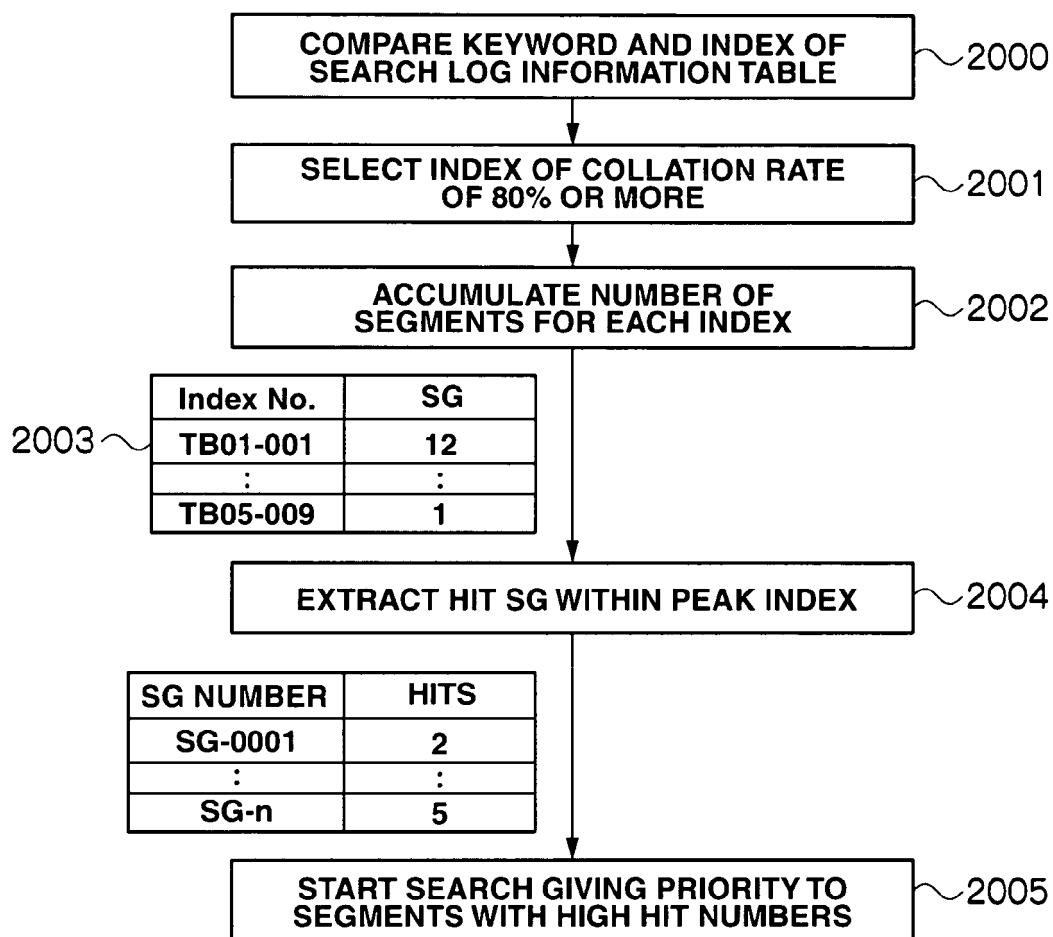 COMPARE KEYWORD AND INDEX OF
SEARCH LOG INFORMATION TABLE
2000
SELECT INDEX OF COLLATION RATE
OF 80% OR MORE
2001
ACCUMULATE NUMBER OF
SEGMENTS FOR EACH INDEX
2002
Index No. SG
2003 TB01-001 12
: :
TB05-009 1
EXTRACT HIT SG WITHIN PEAK INDEX 2004
SG NUMBER HITS
SG-0001 2
: :
SG-n 5
START SEARCH GIVING PRIORITY TO
SEGMENTS WITH HIGH HIT NUMBERS
2005